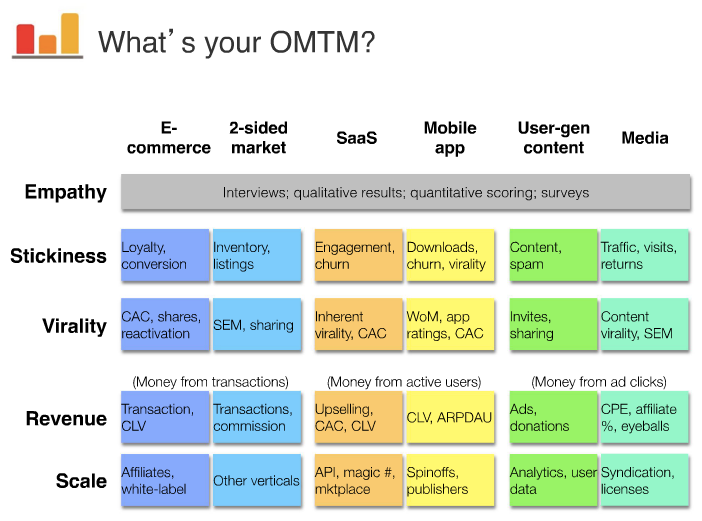 What's your OMTM?
E-
commerce
2-sided
market
SaaS
Mobile
app
User-gen
content
Media
Empathy
Interviews; qualitative results; quantitative scoring; surveys
Stickiness
Loyalty,
conversion
Inventory,
listings
Engagement,
churn
Downloads,
churn, virality
Content,
spam
Traffic, visits,
returns
Virality
CAC, shares,
reactivation
SEM, sharing
Inherent
virality, CAC
WoM, app
ratings, CAC
Invites,
sharing
Content
virality, SEM
(Money from transactions)
(Money from active users)
(Money from ad clicks)
Revenue
Transaction,
CLV
Transactions,
commission
Upselling,
CAC, CLV
CLV, ARPDAU
Ads,
donations
CPE, affiliate
%, eyeballs
Scale
Affiliates,
white-label
Other verticals
API, magic #,
mktplace
Spinoffs,
publishers
Analytics, user
data
Syndication,
licenses